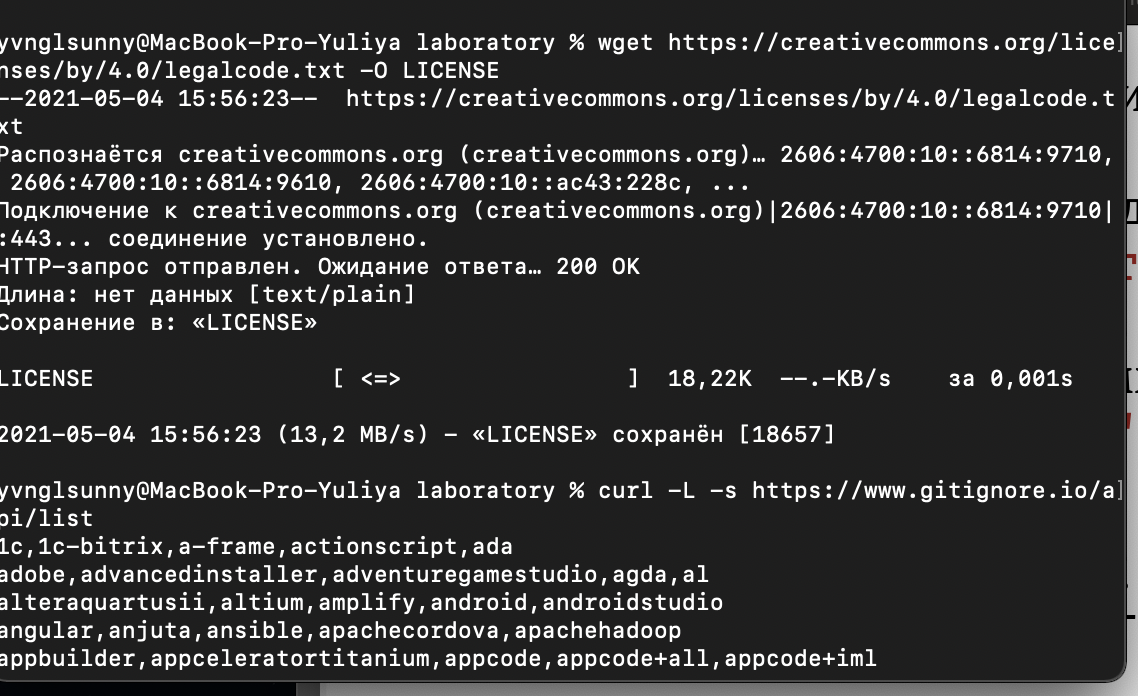 yvnglsunny@MacBook-Pro-Yuliya laboratory % wget https://creativecommons.org/lice]
nses/by/4.0/legalcode.txt -O LICENSE
--2021-05-04 15:56:23--  https://creativecommons.org/licenses/by/4.0/legalcode.t
xt
Распознаётся creativecommons.org (creativecommons.org)… 2606:4700:10::6814:9710,
 2606:4700:10::6814:9610, 2606:4700:10::ac43:228c, ...
Подключение к creativecommons.org (creativecommons.org)|2606:4700:10::6814:9710|
:443... соединение установлено.
HTTP-запрос отправлен. Ожидание ответа… 200 OK
Длина: нет данных [text/plain]
Сохранение в: «LICENSE»
LICENSE                 [ <=>                ]  18,22K  --.-KB/s    за 0,001s
2021-05-04 15:56:23 (13,2 MB/s) - «LICENSE» сохранён [18657]
yvnglsunny@MacBook-Pro-Yuliya laboratory % curl -L -s https://www.gitignore.io/a]
pi/list
1c,1c-bitrix,a-frame,actionscript,ada
adobe,advancedinstaller,adventuregamestudio,agda,al
alteraquartusii,altium,amplify,android,androidstudio
angular,anjuta,ansible,apachecordova,apachehadoop
appbuilder,appceleratortitanium,appcode,appcode+all,appcode+iml